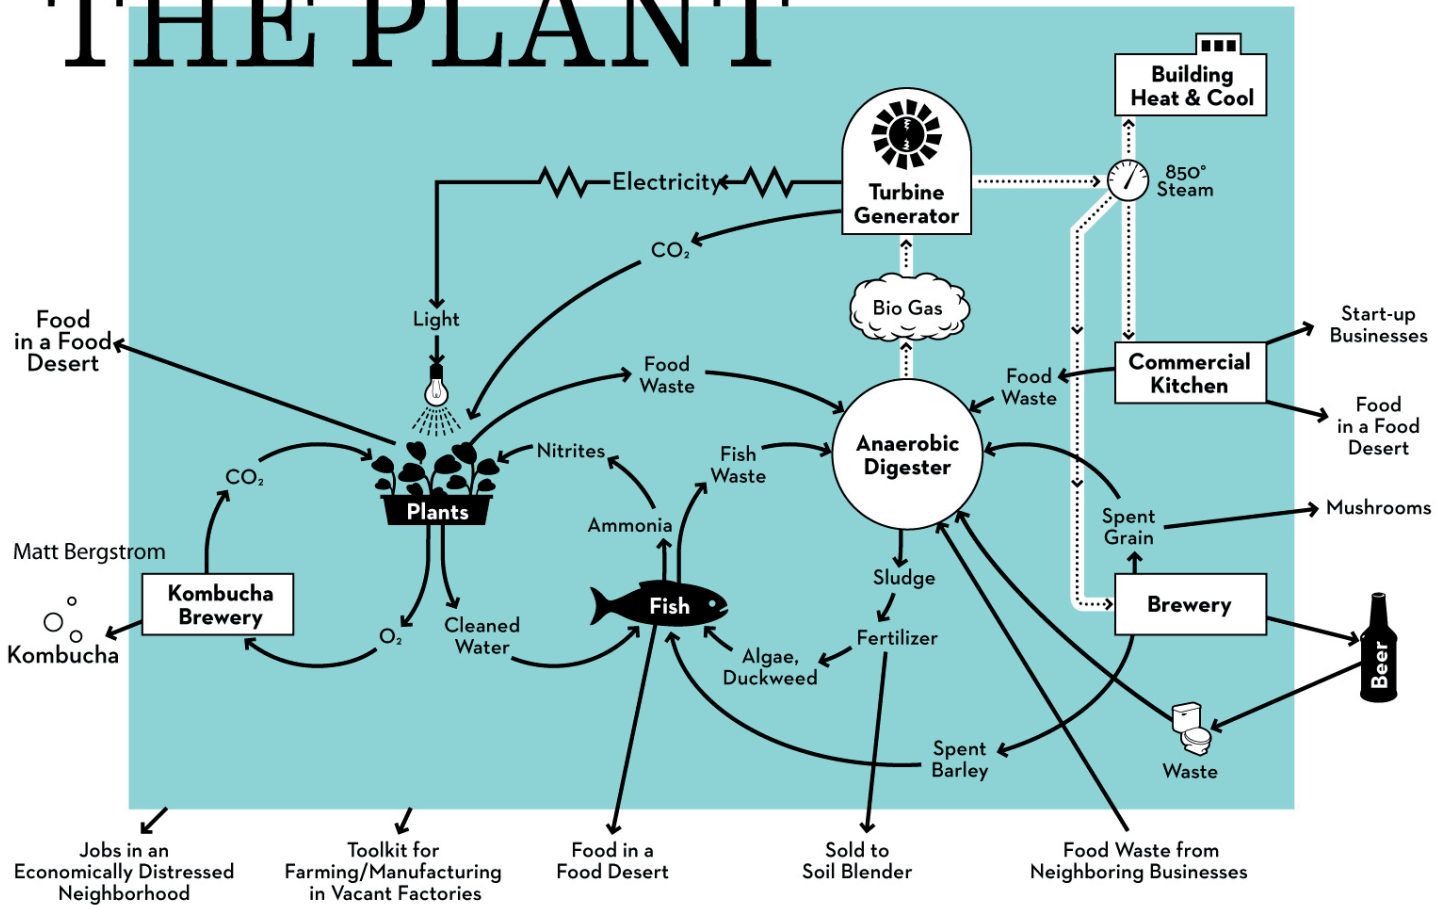 THE PLANT
Building
Heat & Cool
850°
Steam
Turbine
Generator
Electricity
CO₂
Bio Gas
Light
Food
in a Food
Desert
Start-up
Businesses
Commercial
Kitchen
Food
Waste
Food
Waste
Food
in a Food
Desert
Anaerobic
Digester
Nitrites
Fish
Waste
CO₂
Plants
Mushrooms
Spent
Grain
Ammonia
Matt Bergstrom
Kombucha
Brewery
Fish
Sludge
Brewery
Cleaned
Water
O₂
Fertilizer
Kombucha
Algae,
Duckweed
Beer
Spent
Barley
Waste
Jobs in an
Economically Distressed
Neighborhood
Toolkit for
Farming/Manufacturing
in Vacant Factories
Food in a
Food Desert
Sold to
Soil Blender
Food Waste from
Neighboring Businesses